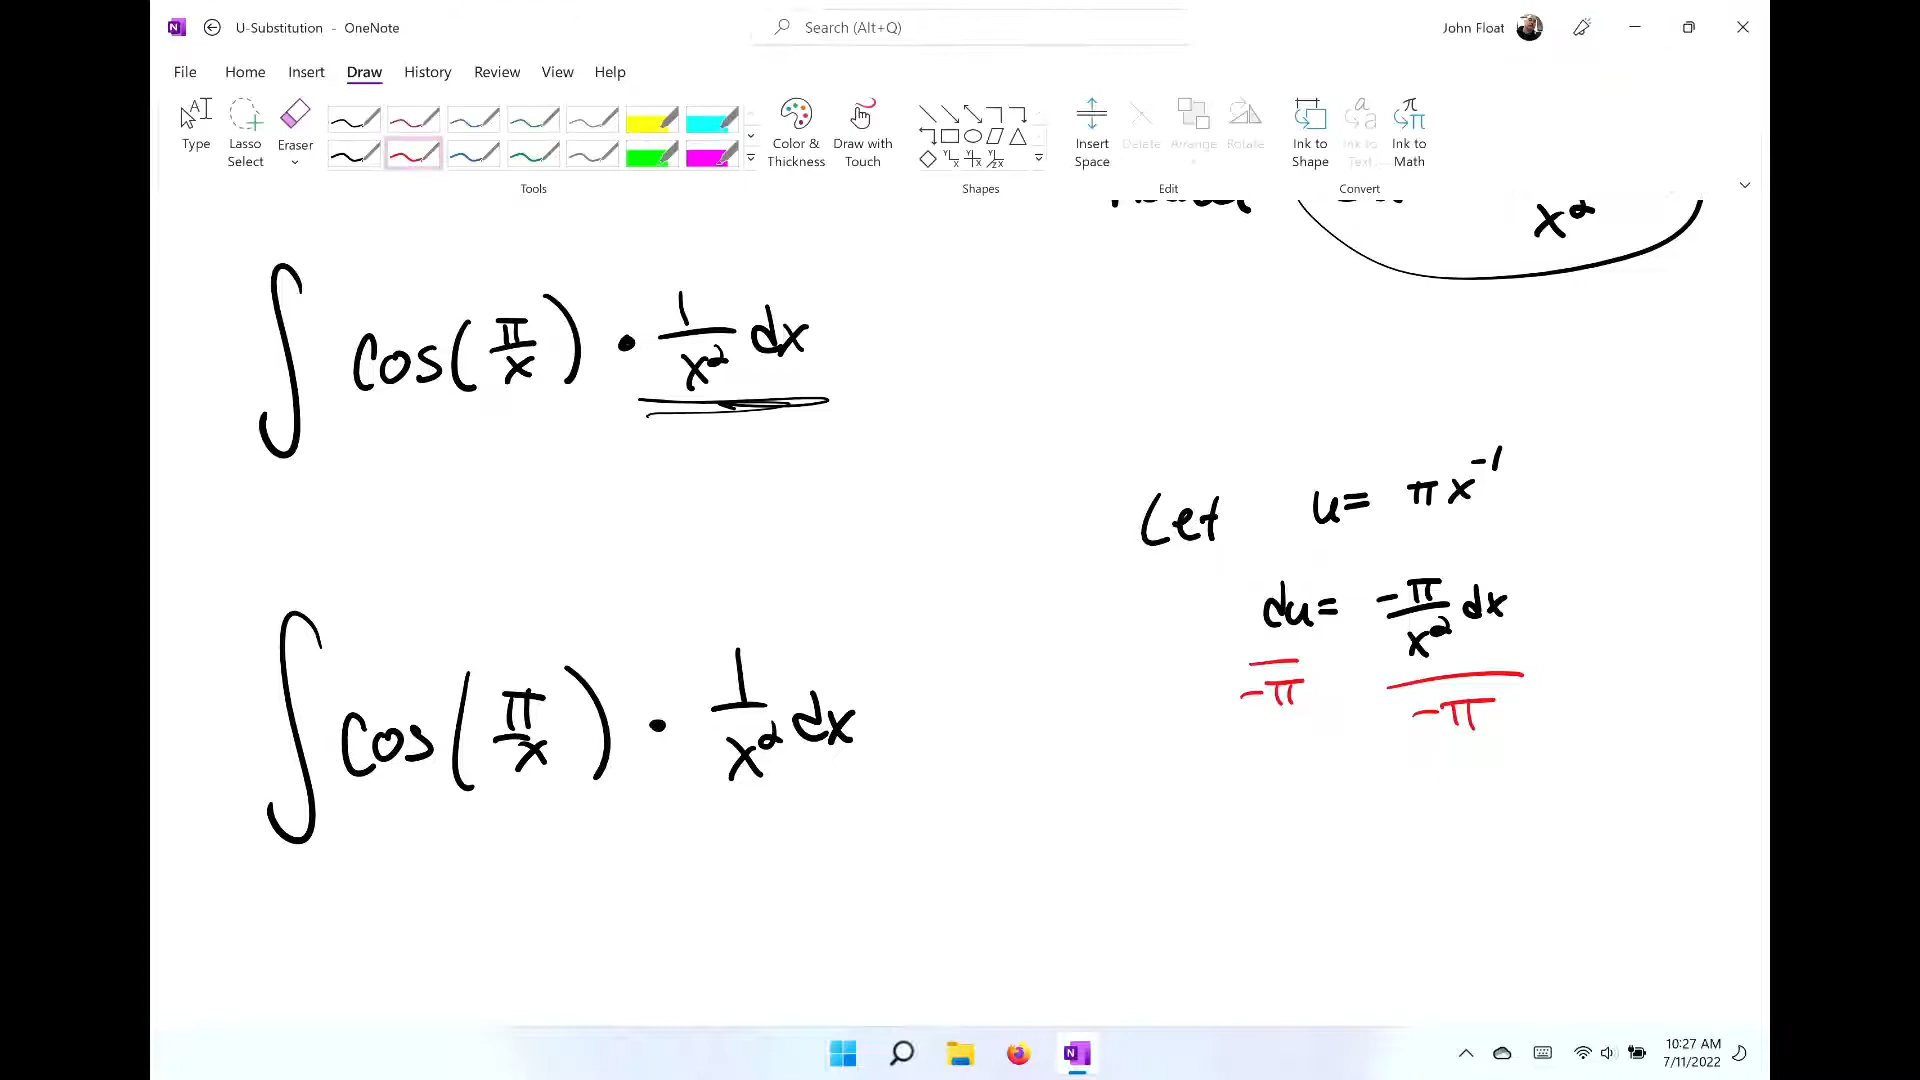 U-Substitution - OneNote
Search (Alt+Q)
John Float
File Home Insert Draw History Review View Help
Type
Lasso Select
Eraser
Color & Thickness
Draw with Touch
Insert Space
Delete
Arrange
Rotate
Ink to Shape
Ink to Text
Ink to Math
Tools
Shapes
Edit
Convert
x²
∫ cos(π/x) • 1/x² dx
Let u = πx⁻¹
du = -π/x² dx
-π -π
∫ cos(π/x) • 1/x² dx
10:27 AM
7/11/2022